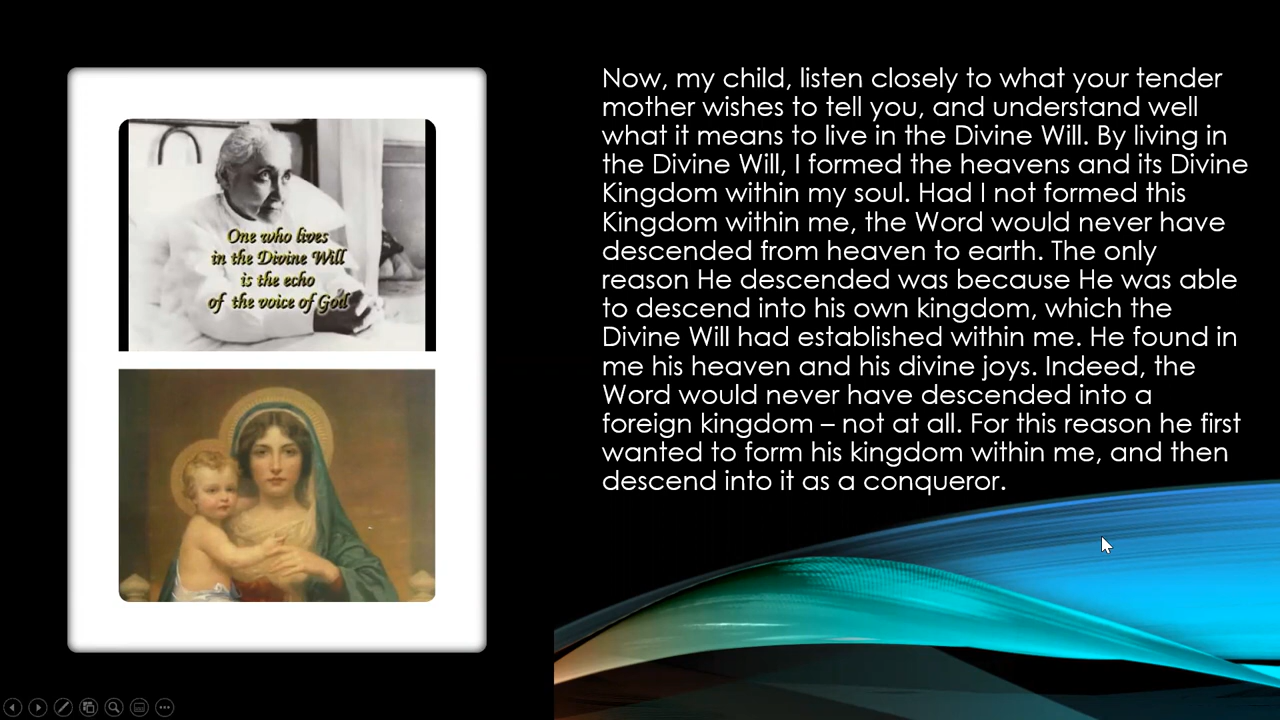 One who lives
in the Divine Will
is the echo
of the voice of God
Now, my child, listen closely to what your tender
mother wishes to tell you, and understand well
what it means to live in the Divine Will. By living in
the Divine Will, I formed the heavens and its Divine
Kingdom within my soul. Had I not formed this
Kingdom within me, the Word would never have
descended from heaven to earth. The only
reason He descended was because He was able
to descend into his own kingdom, which the
Divine Will had established within me. He found in
me his heaven and his divine joys. Indeed, the
Word would never have descended into a
foreign kingdom – not at all. For this reason he first
wanted to form his kingdom within me, and then
descend into it as a conqueror.